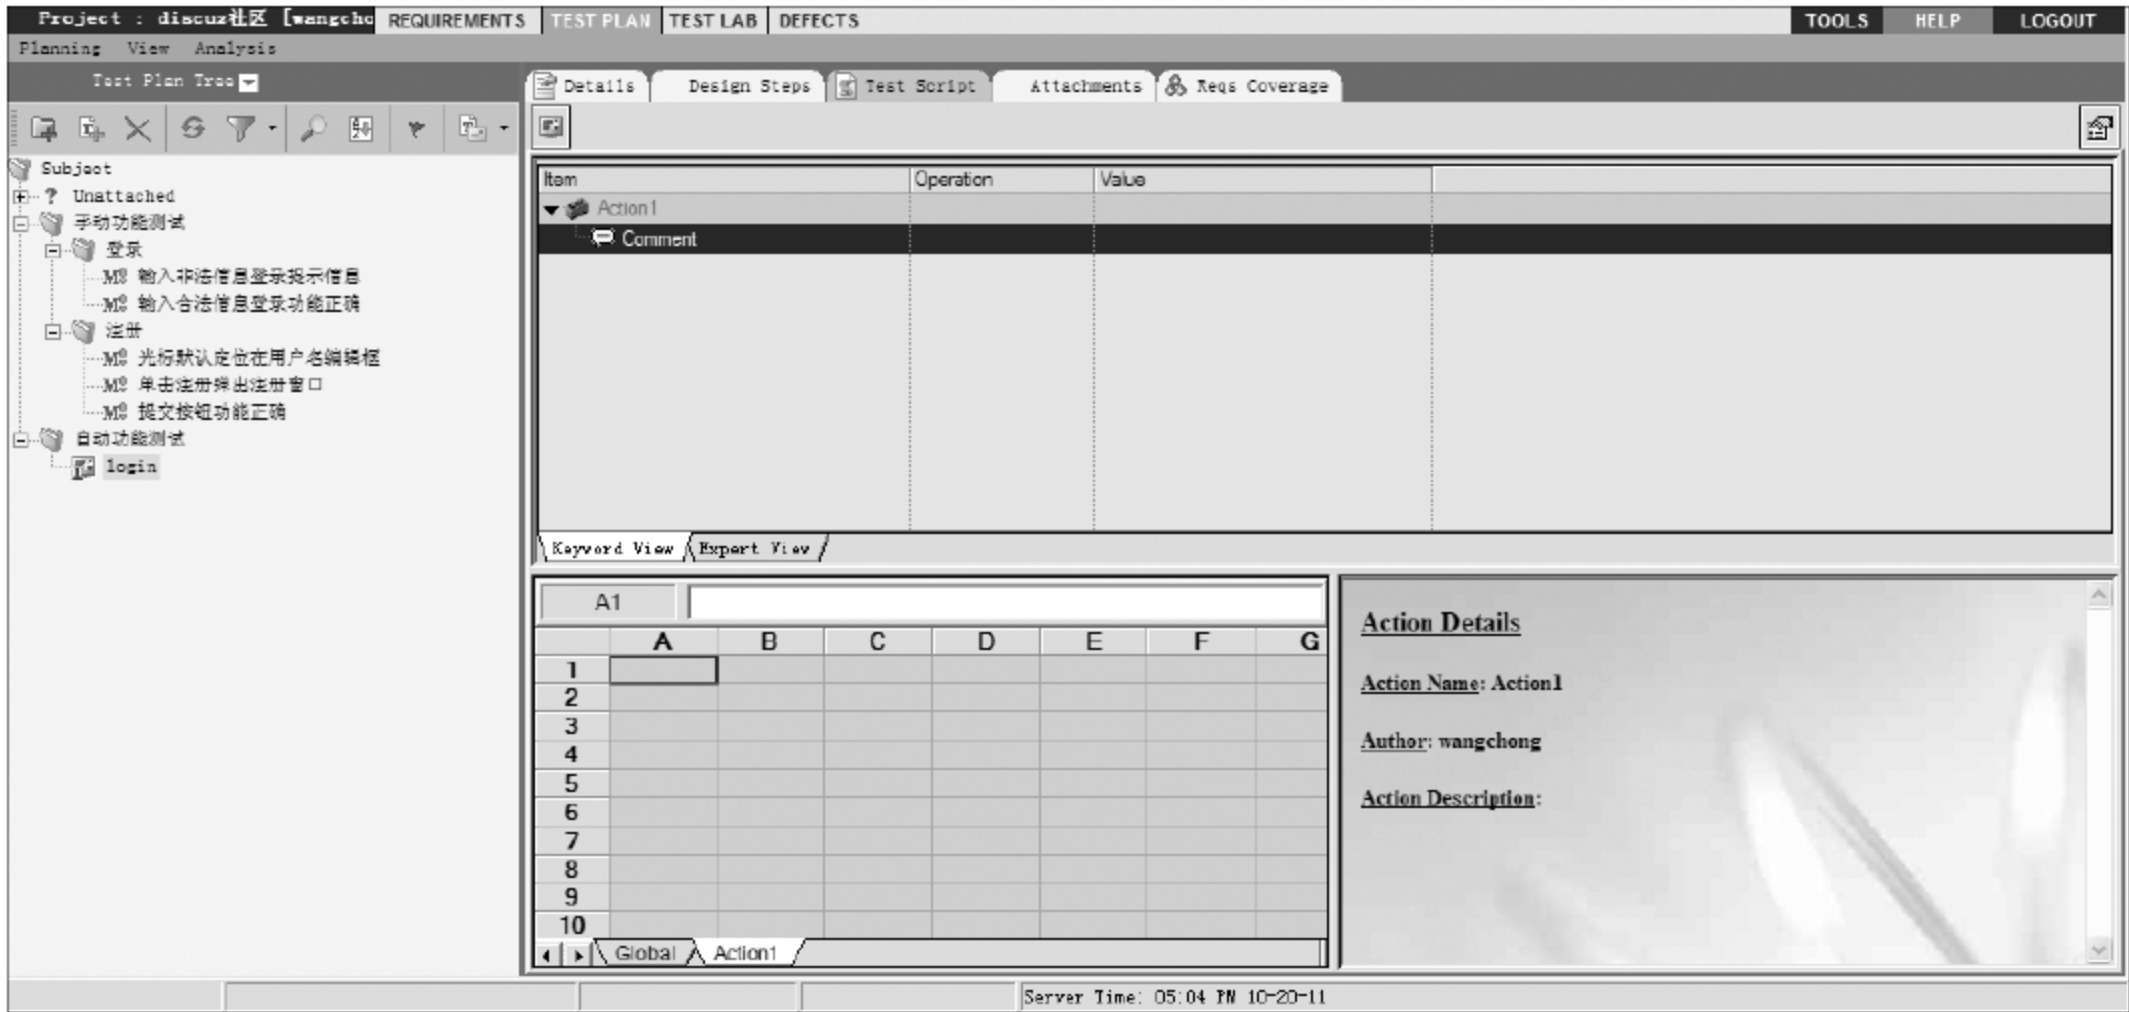 Project : discuz社区 [wangcho REQUIREMENTS TEST PLAN TEST LAB DEFECTS TOOLS HELP LOGOUT
Planning View Analysis
Test Plan Tree
Details Design Steps Test Script Attachments Reqs Coverage
Subject
? Unattached
手动功能测试
登录
输入非法信息登录提示信息
输入合法信息登录功能正确
注册
光标默认定位在用户名编辑框
单击注册弹出注册窗口
提交按钮功能正确
自动功能测试
login
Item Operation Value
Action1
Comment
Keyword View Expert View
A1
A B C D E F G
1
2
3
4
5
6
7
8
9
10
Global Action1
Action Details
Action Name: Action1
Author: wangchong
Action Description:
Server Time: 05:04 PM 10-20-11